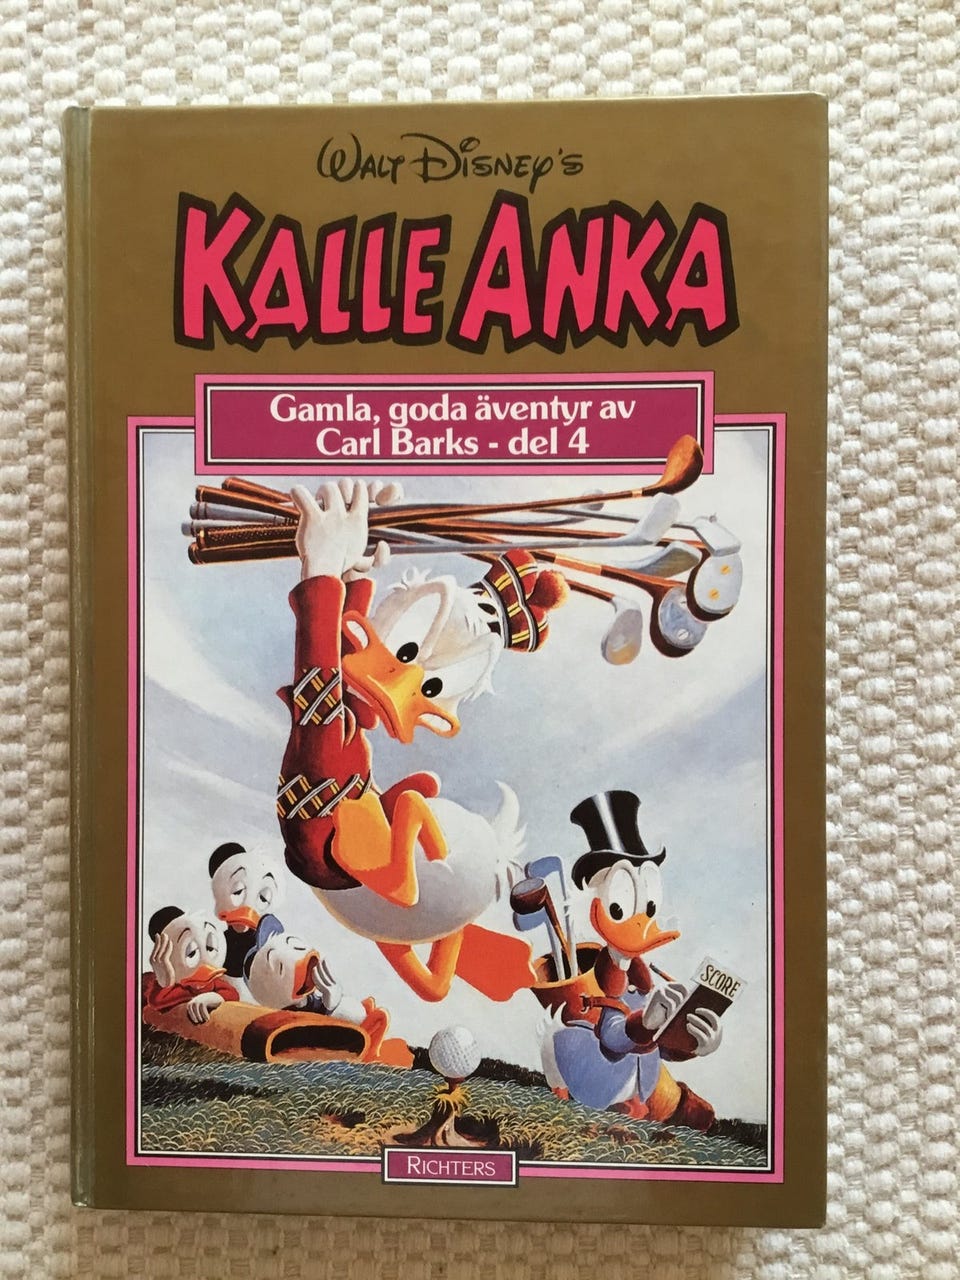 WALT DISNEY'S
KALLE ANKA
Gamla, goda äventyr av
Carl Barks - del 4
SCORE
RICHTERS